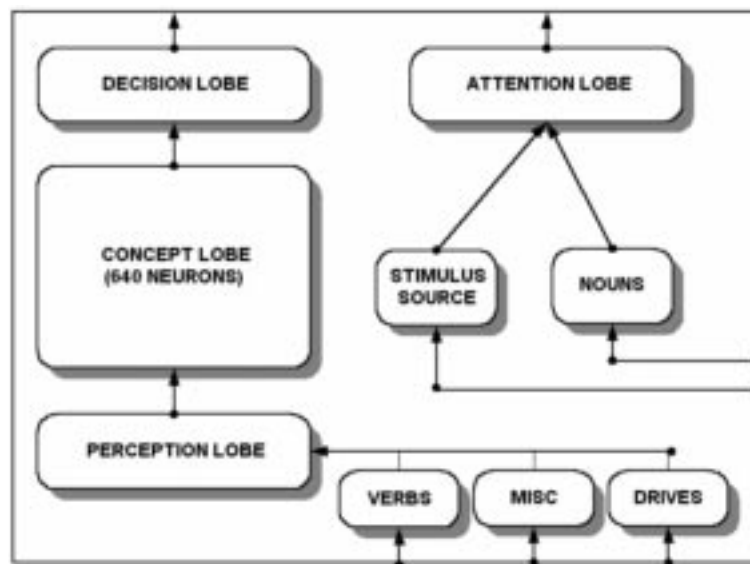 DECISION LOBE
ATTENTION LOBE
CONCEPT LOBE
(640 NEURONS)
STIMULUS
SOURCE
NOUNS
PERCEPTION LOBE
VERBS
MISC
DRIVES